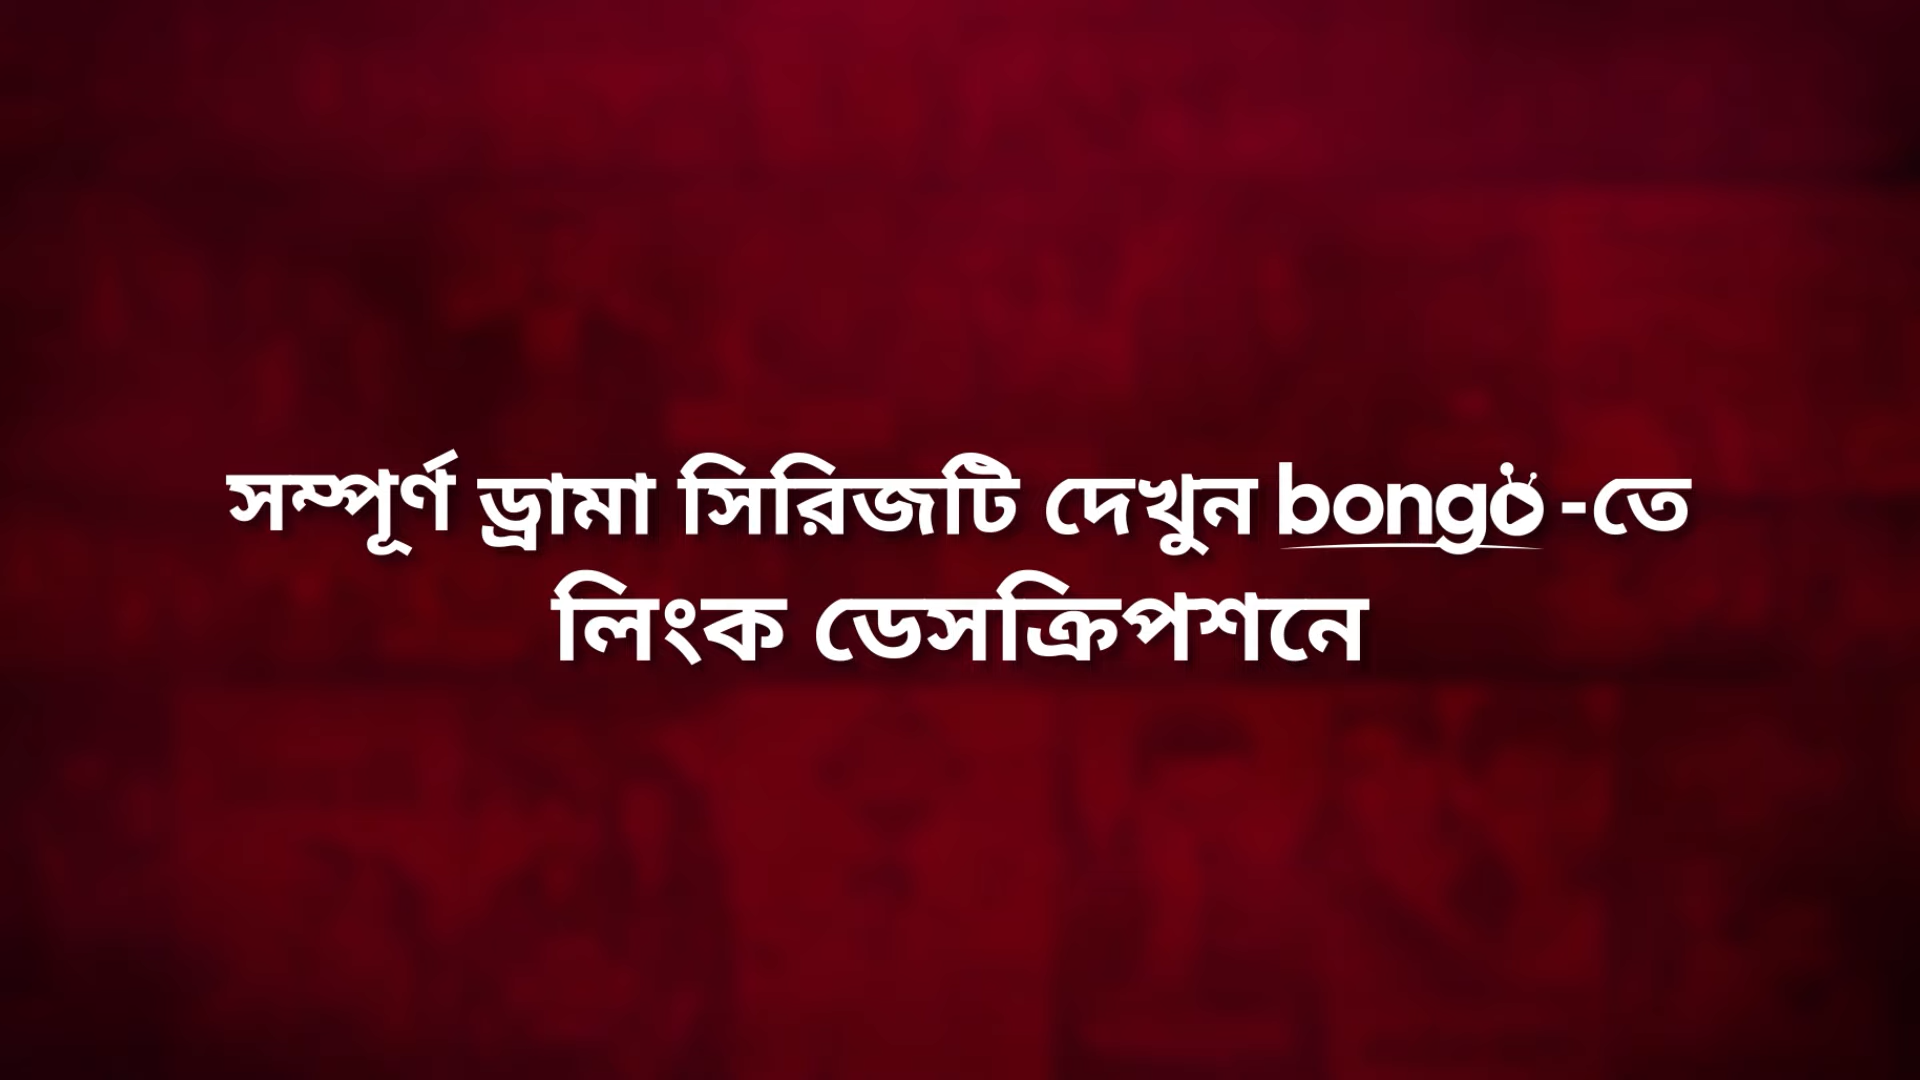 সম্পূর্ণ ড্রামা সিরিজটি দেখুন bongo -তে
লিংক ডেসক্রিপশনে